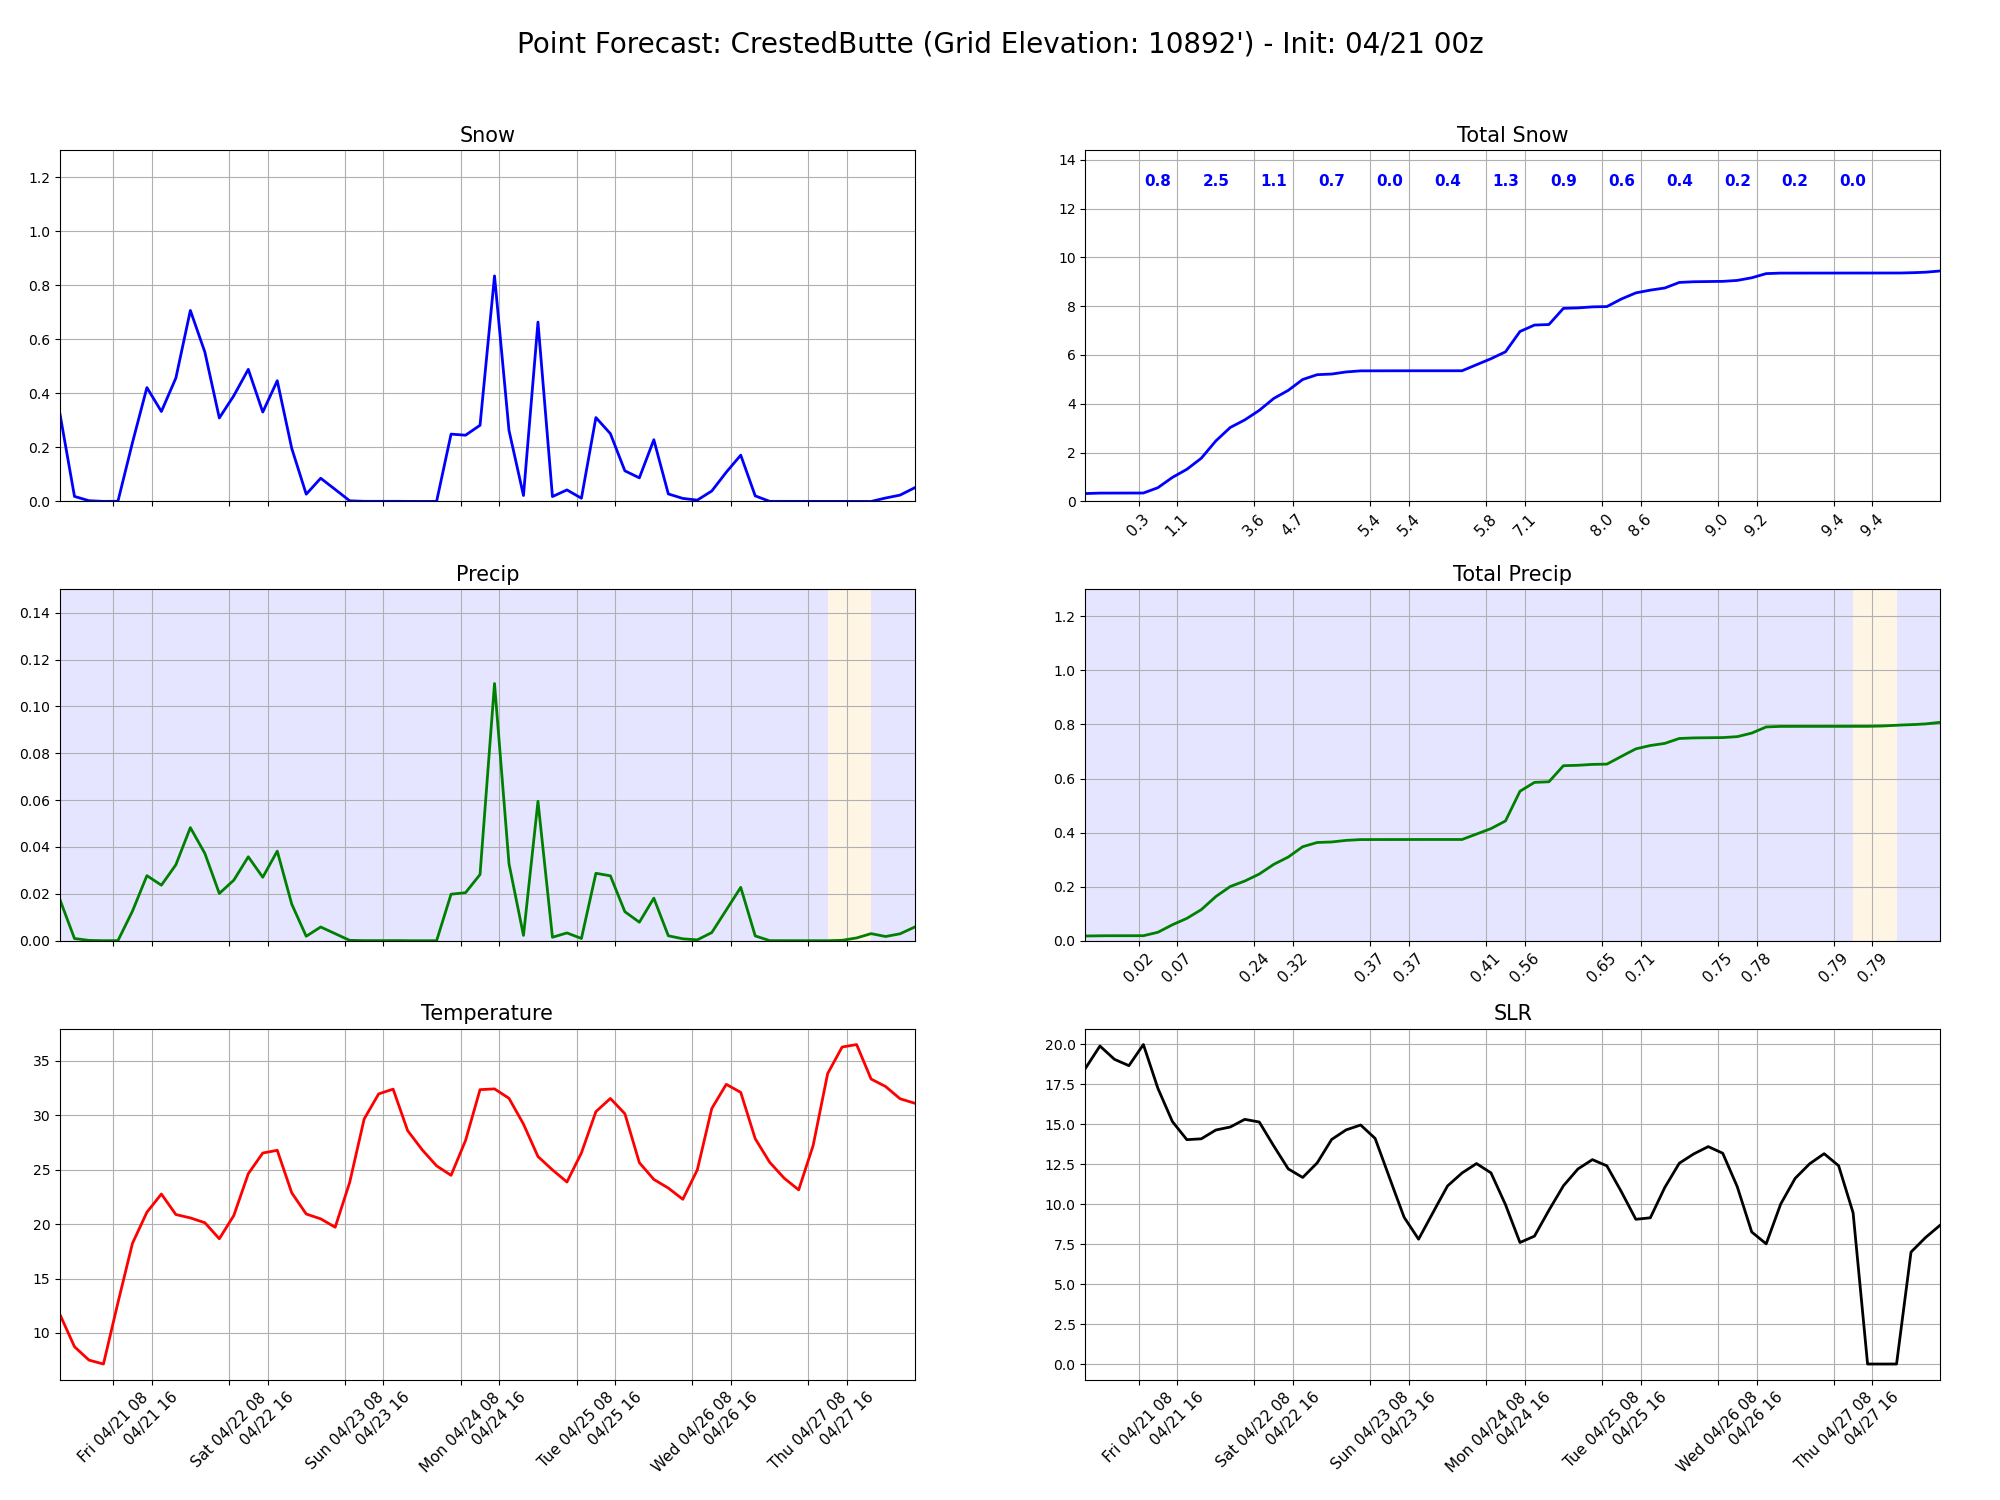 Point Forecast: CrestedButte (Grid Elevation: 10892') - Init: 04/21 00z
Snow
1.2
1.0
0.8
0.6
0.4
0.2
0.0
Total Snow
14
12
10
8
6
4
2
0
0.8 2.5 1.1 0.7 0.0 0.4 1.3 0.9 0.6 0.4 0.2 0.2 0.0
0.3 1.1 3.6 4.7 5.4 5.4 5.8 7.1 8.0 8.6 9.0 9.2 9.4 9.4
Precip
0.14
0.12
0.10
0.08
0.06
0.04
0.02
0.00
Total Precip
1.2
1.0
0.8
0.6
0.4
0.2
0.0
0.02 0.07 0.24 0.32 0.37 0.37 0.41 0.56 0.65 0.71 0.75 0.78 0.79 0.79
Temperature
35
30
25
20
15
10
Fri 04/21 08
04/21 16
Sat 04/22 08
04/22 16
Sun 04/23 08
04/23 16
Mon 04/24 08
04/24 16
Tue 04/25 08
04/25 16
Wed 04/26 08
04/26 16
Thu 04/27 08
04/27 16
SLR
20.0
17.5
15.0
12.5
10.0
7.5
5.0
2.5
0.0
Fri 04/21 08
04/21 16
Sat 04/22 08
04/22 16
Sun 04/23 08
04/23 16
Mon 04/24 08
04/24 16
Tue 04/25 08
04/25 16
Wed 04/26 08
04/26 16
Thu 04/27 08
04/27 16